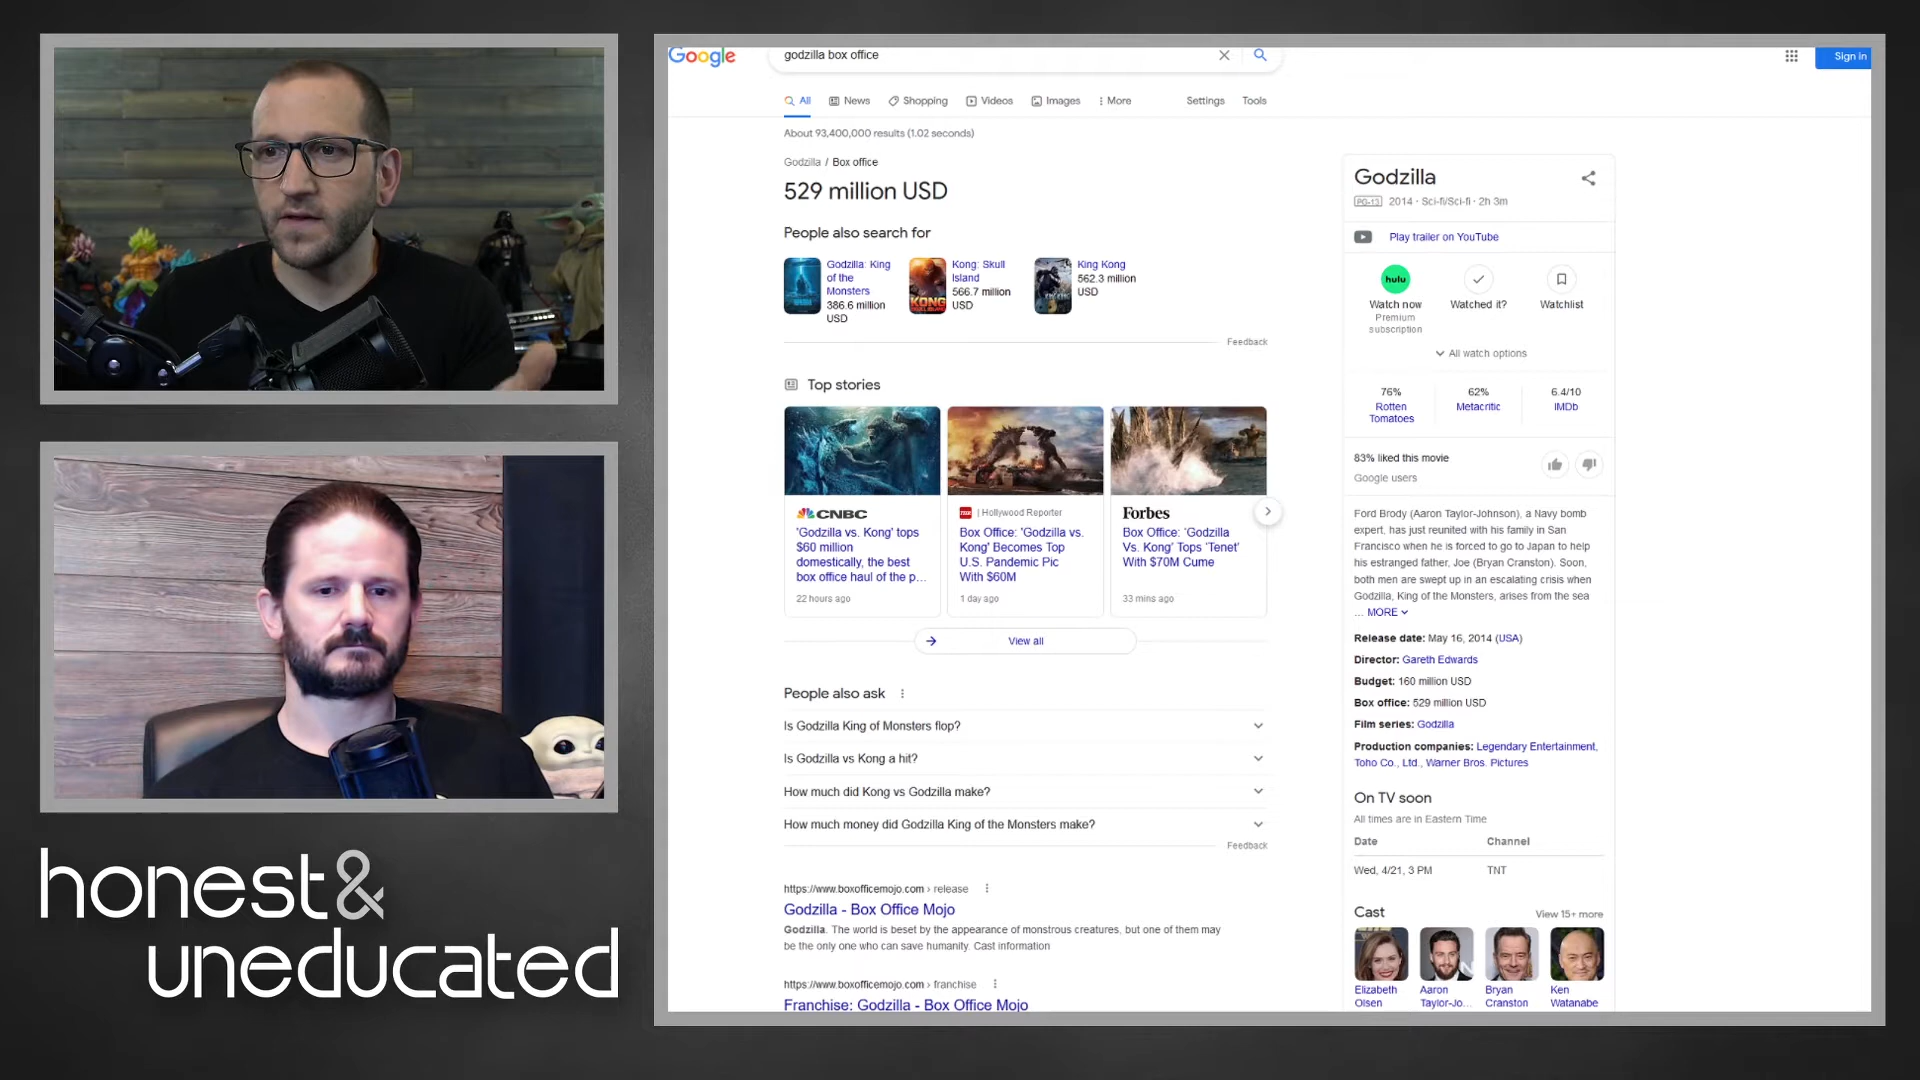 Google
godzilla box office
Sign in
All
News
Shopping
Videos
Images
More
Settings
Tools
About 93,400,000 results (1.02 seconds)
Godzilla / Box office
529 million USD
People also search for
Godzilla: King
of the
Monsters
386.6 million
USD
Kong: Skull
Island
566.7 million
USD
King Kong
562.3 million
USD
Feedback
Top stories
CNBC
'Godzilla vs. Kong' tops
$60 million
domestically, the best
box office haul of the p...
22 hours ago
| Hollywood Reporter
Box Office: 'Godzilla vs.
Kong' Becomes Top
U.S. Pandemic Pic
With $60M
1 day ago
Forbes
Box Office: 'Godzilla
Vs. Kong' Tops 'Tenet'
With $70M Cume
33 mins ago
View all
People also ask
Is Godzilla King of Monsters flop?
Is Godzilla vs Kong a hit?
How much did Kong vs Godzilla make?
How much money did Godzilla King of the Monsters make?
Feedback
https://www.boxofficemojo.com › release
Godzilla - Box Office Mojo
Godzilla. The world is beset by the appearance of monstrous creatures, but one of them may
be the only one who can save humanity. Cast information
https://www.boxofficemojo.com › franchise
Franchise: Godzilla - Box Office Mojo
Godzilla
PG-13 2014 · Sci-fi/Sci-fi · 2h 3m
Play trailer on YouTube
hulu
Watch now
Premium
subscription
Watched it?
Watchlist
All watch options
76%
Rotten
Tomatoes
62%
Metacritic
6.4/10
IMDb
83% liked this movie
Google users
Ford Brody (Aaron Taylor-Johnson), a Navy bomb
expert, has just reunited with his family in San
Francisco when he is forced to go to Japan to help
his estranged father, Joe (Bryan Cranston). Soon,
both men are swept up in an escalating crisis when
Godzilla, King of the Monsters, arises from the sea
... MORE
Release date: May 16, 2014 (USA)
Director: Gareth Edwards
Budget: 160 million USD
Box office: 529 million USD
Film series: Godzilla
Production companies: Legendary Entertainment,
Toho Co., Ltd., Warner Bros. Pictures
On TV soon
All times are in Eastern Time
Date Channel
Wed, 4/21, 3 PM TNT
Cast
View 15+ more
Elizabeth
Olsen
Aaron
Taylor-Jo...
Bryan
Cranston
Ken
Watanabe
honest&
uneducated